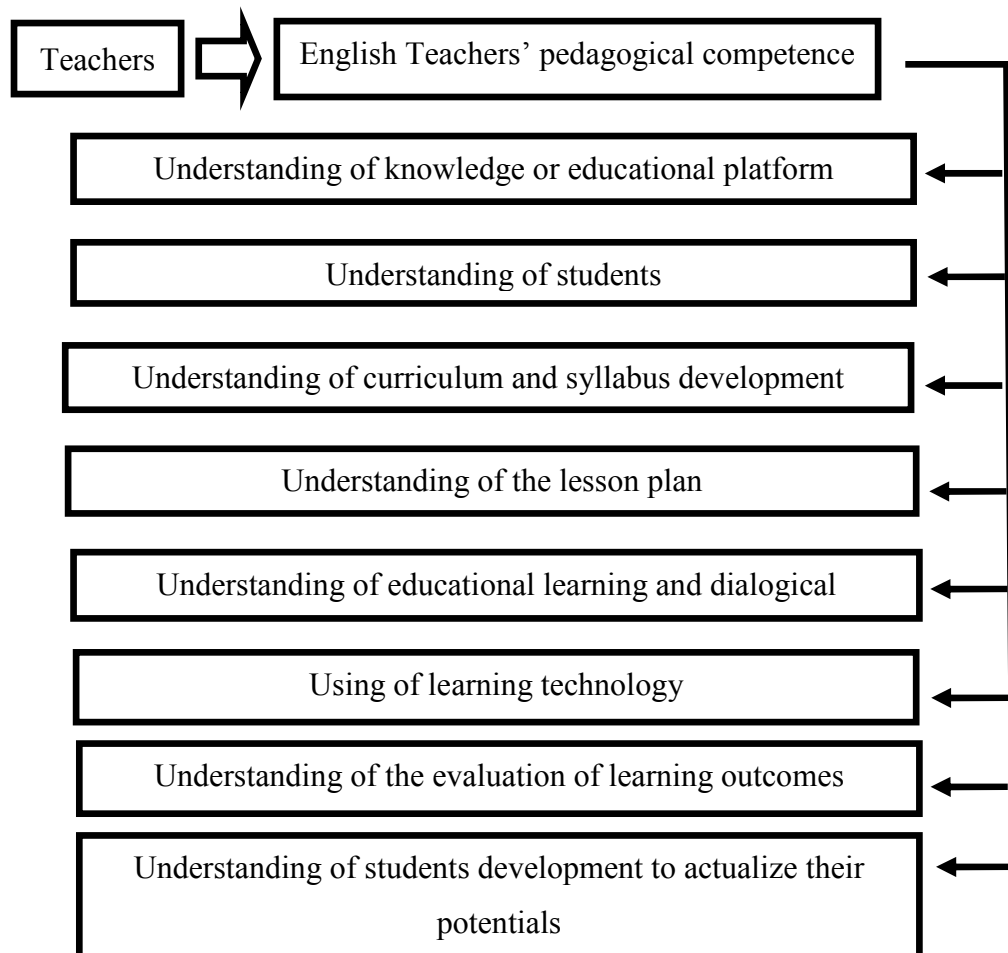 Teachers
English Teachers’ pedagogical competence
Understanding of knowledge or educational platform
Understanding of students
Understanding of curriculum and syllabus development
Understanding of the lesson plan
Understanding of educational learning and dialogical
Using of learning technology
Understanding of the evaluation of learning outcomes
Understanding of students development to actualize their
potentials